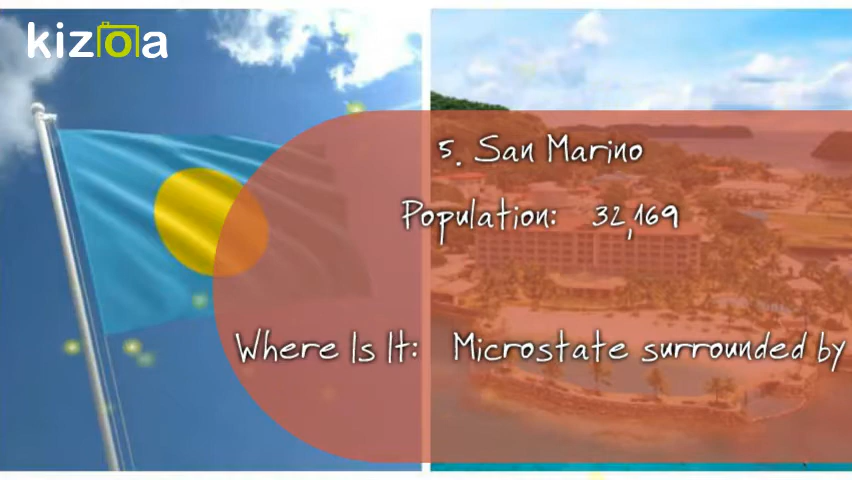 kizoa
5. San Marino
Population: 32,169
Where Is It: Microstate surrounded by